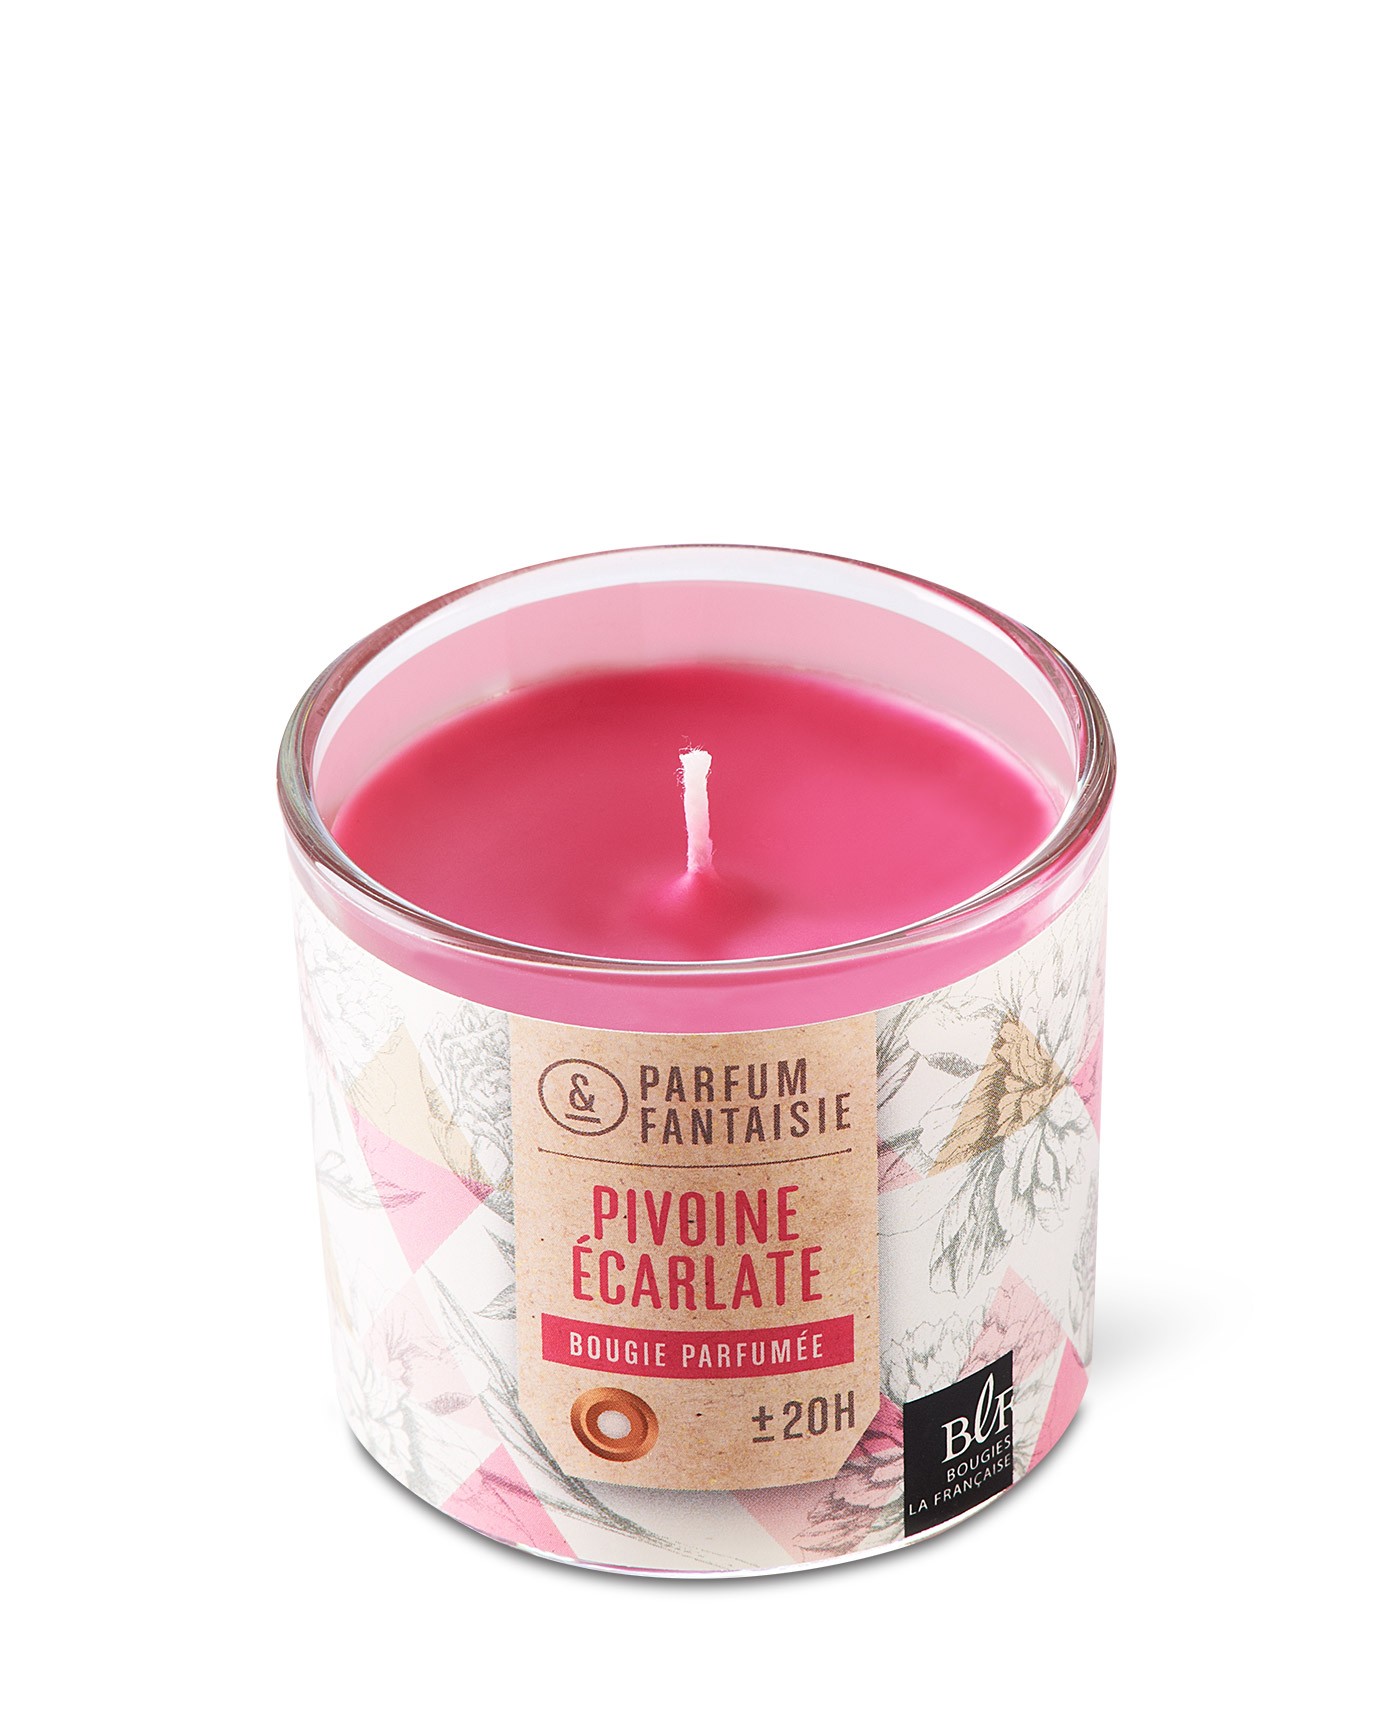 &
PARFUM
FANTAISIE
PIVOINE
ÉCARLATE
BOUGIE PARFUMÉE
±20H
BLF
BOUGIES
LA FRANÇAISE